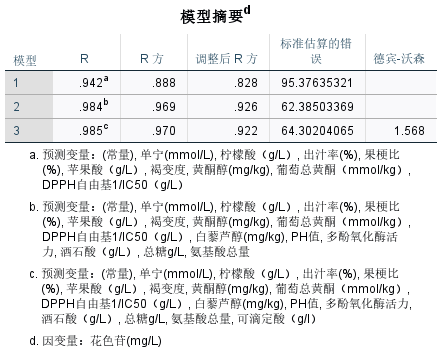 模型摘要d
模型 R R 方 调整后 R 方 标准估算的错误 德宾-沃森
1 .942a .888 .828 95.37635321
2 .984b .969 .926 62.38503369
3 .985c .970 .922 64.30204065 1.568
a. 预测变量：(常量), 单宁(mmol/L), 柠檬酸（g/L）, 出汁率(%), 果梗比
(%), 苹果酸（g/L）, 褐变度, 黄酮醇(mg/kg), 葡萄总黄酮（mmol/kg）,
DPPH自由基1/IC50（g/L）
b. 预测变量：(常量), 单宁(mmol/L), 柠檬酸（g/L）, 出汁率(%), 果梗比
(%), 苹果酸（g/L）, 褐变度, 黄酮醇(mg/kg), 葡萄总黄酮（mmol/kg）,
DPPH自由基1/IC50（g/L）, 白藜芦醇(mg/kg), PH值, 多酚氧化酶活
力, 酒石酸（g/L）, 总糖g/L, 氨基酸总量
c. 预测变量：(常量), 单宁(mmol/L), 柠檬酸（g/L）, 出汁率(%), 果梗比
(%), 苹果酸（g/L）, 褐变度, 黄酮醇(mg/kg), 葡萄总黄酮（mmol/kg）,
DPPH自由基1/IC50（g/L）, 白藜芦醇(mg/kg), PH值, 多酚氧化酶活力,
酒石酸（g/L）, 总糖g/L, 氨基酸总量, 可滴定酸（g/l）
d. 因变量：花色苷(mg/L)